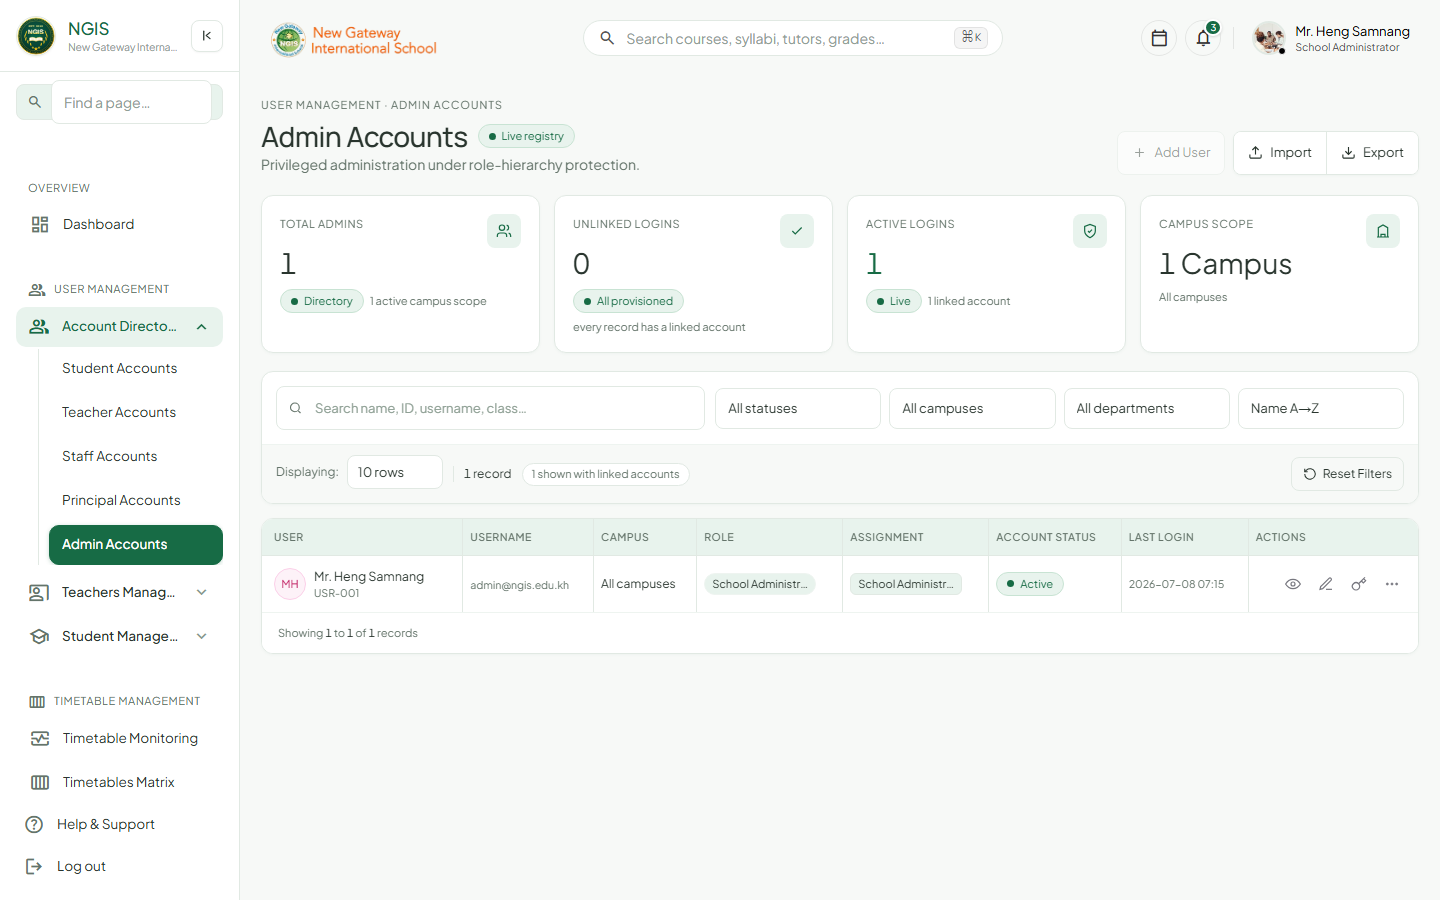 NGIS
New Gateway Interna...
Find a page...
OVERVIEW
Dashboard
USER MANAGEMENT
Account Directo...
Student Accounts
Teacher Accounts
Staff Accounts
Principal Accounts
Admin Accounts
Teachers Manag...
Student Manage...
TIMETABLE MANAGEMENT
Timetable Monitoring
Timetables Matrix
Help & Support
Log out
NGIS
New Gateway
International School
Search courses, syllabi, tutors, grades...
⌘K
3
Mr. Heng Samnang
School Administrator
USER MANAGEMENT · ADMIN ACCOUNTS
Admin Accounts
Live registry
Privileged administration under role-hierarchy protection.
Add User
Import
Export
TOTAL ADMINS
1
Directory
1 active campus scope
UNLINKED LOGINS
0
All provisioned
every record has a linked account
ACTIVE LOGINS
1
Live
1 linked account
CAMPUS SCOPE
1 Campus
All campuses
Search name, ID, username, class...
All statuses
All campuses
All departments
Name A→Z
Displaying:
10 rows
1 record
1 shown with linked accounts
Reset Filters
USER
USERNAME
CAMPUS
ROLE
ASSIGNMENT
ACCOUNT STATUS
LAST LOGIN
ACTIONS
MH
Mr. Heng Samnang
USR-001
admin@ngis.edu.kh
All campuses
School Administr...
School Administr...
Active
2026-07-08 07:15
Showing 1 to 1 of 1 records